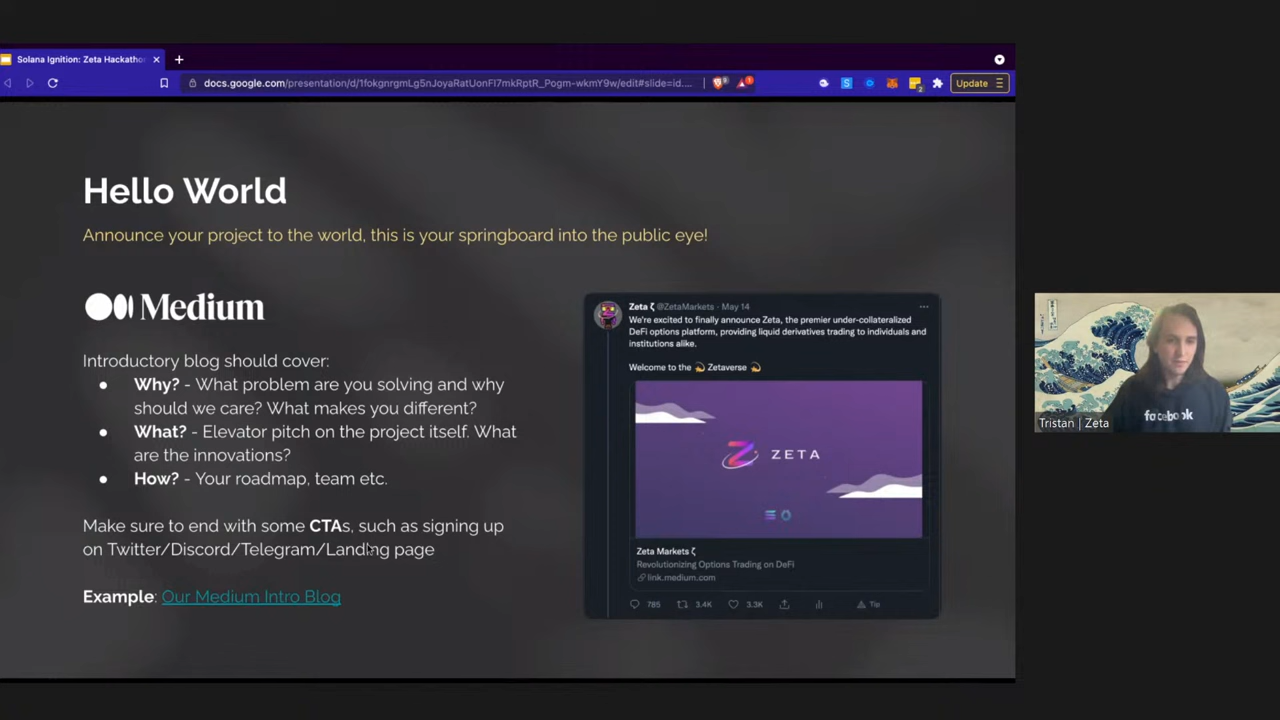 Solana Ignition: Zeta Hackathon
docs.google.com/presentation/d/1fokgnrgmLg5nJoyaRatUonFI7mkRptR_Pogm-wkmY9w/edit#slide=id....
Update
Hello World
Announce your project to the world, this is your springboard into the public eye!
Medium
Introductory blog should cover:
● Why? - What problem are you solving and why
should we care? What makes you different?
● What? - Elevator pitch on the project itself. What
are the innovations?
● How? - Your roadmap, team etc.
Make sure to end with some CTAs, such as signing up
on Twitter/Discord/Telegram/Landing page
Example: Our Medium Intro Blog
Zeta ζ @ZetaMarkets · May 14
We're excited to finally announce Zeta, the premier under-collateralized
DeFi options platform, providing liquid derivatives trading to individuals and
institutions alike.
Welcome to the 💫 Zetaverse 💫
ZETA
Zeta Markets ζ
Revolutionizing Options Trading on DeFi
link.medium.com
785 3.4K 3.3K Tip
facebook
Tristan | Zeta